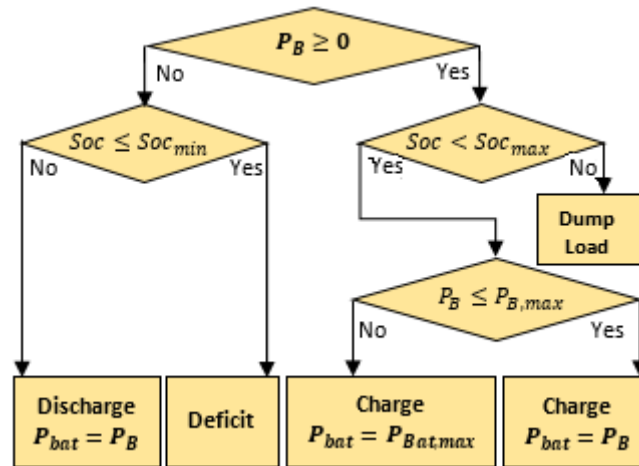 P_B ≥ 0
No
Yes
Soc ≤ Soc_min
Soc < Soc_max
No
Yes
Yes
No
Dump
Load
P_B ≤ P_B,max
No
Yes
Discharge
P_bat = P_B
Deficit
Charge
P_bat = P_Bat,max
Charge
P_bat = P_B